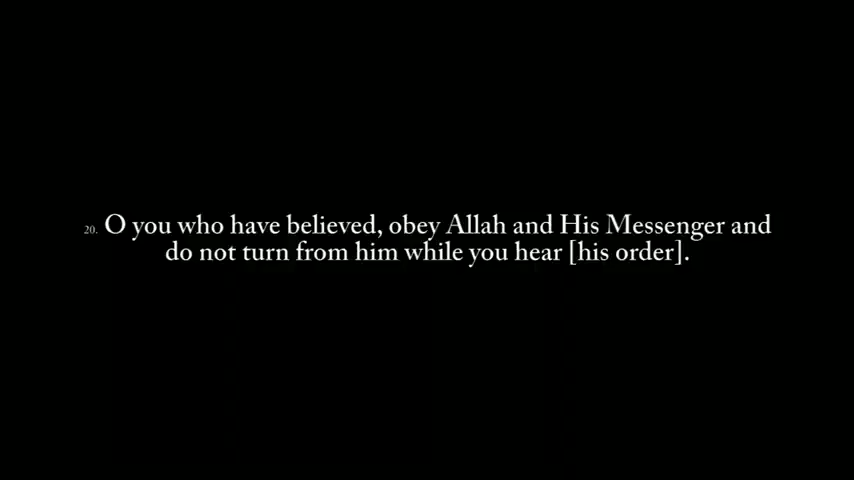 20. O you who have believed, obey Allah and His Messenger and
do not turn from him while you hear [his order].